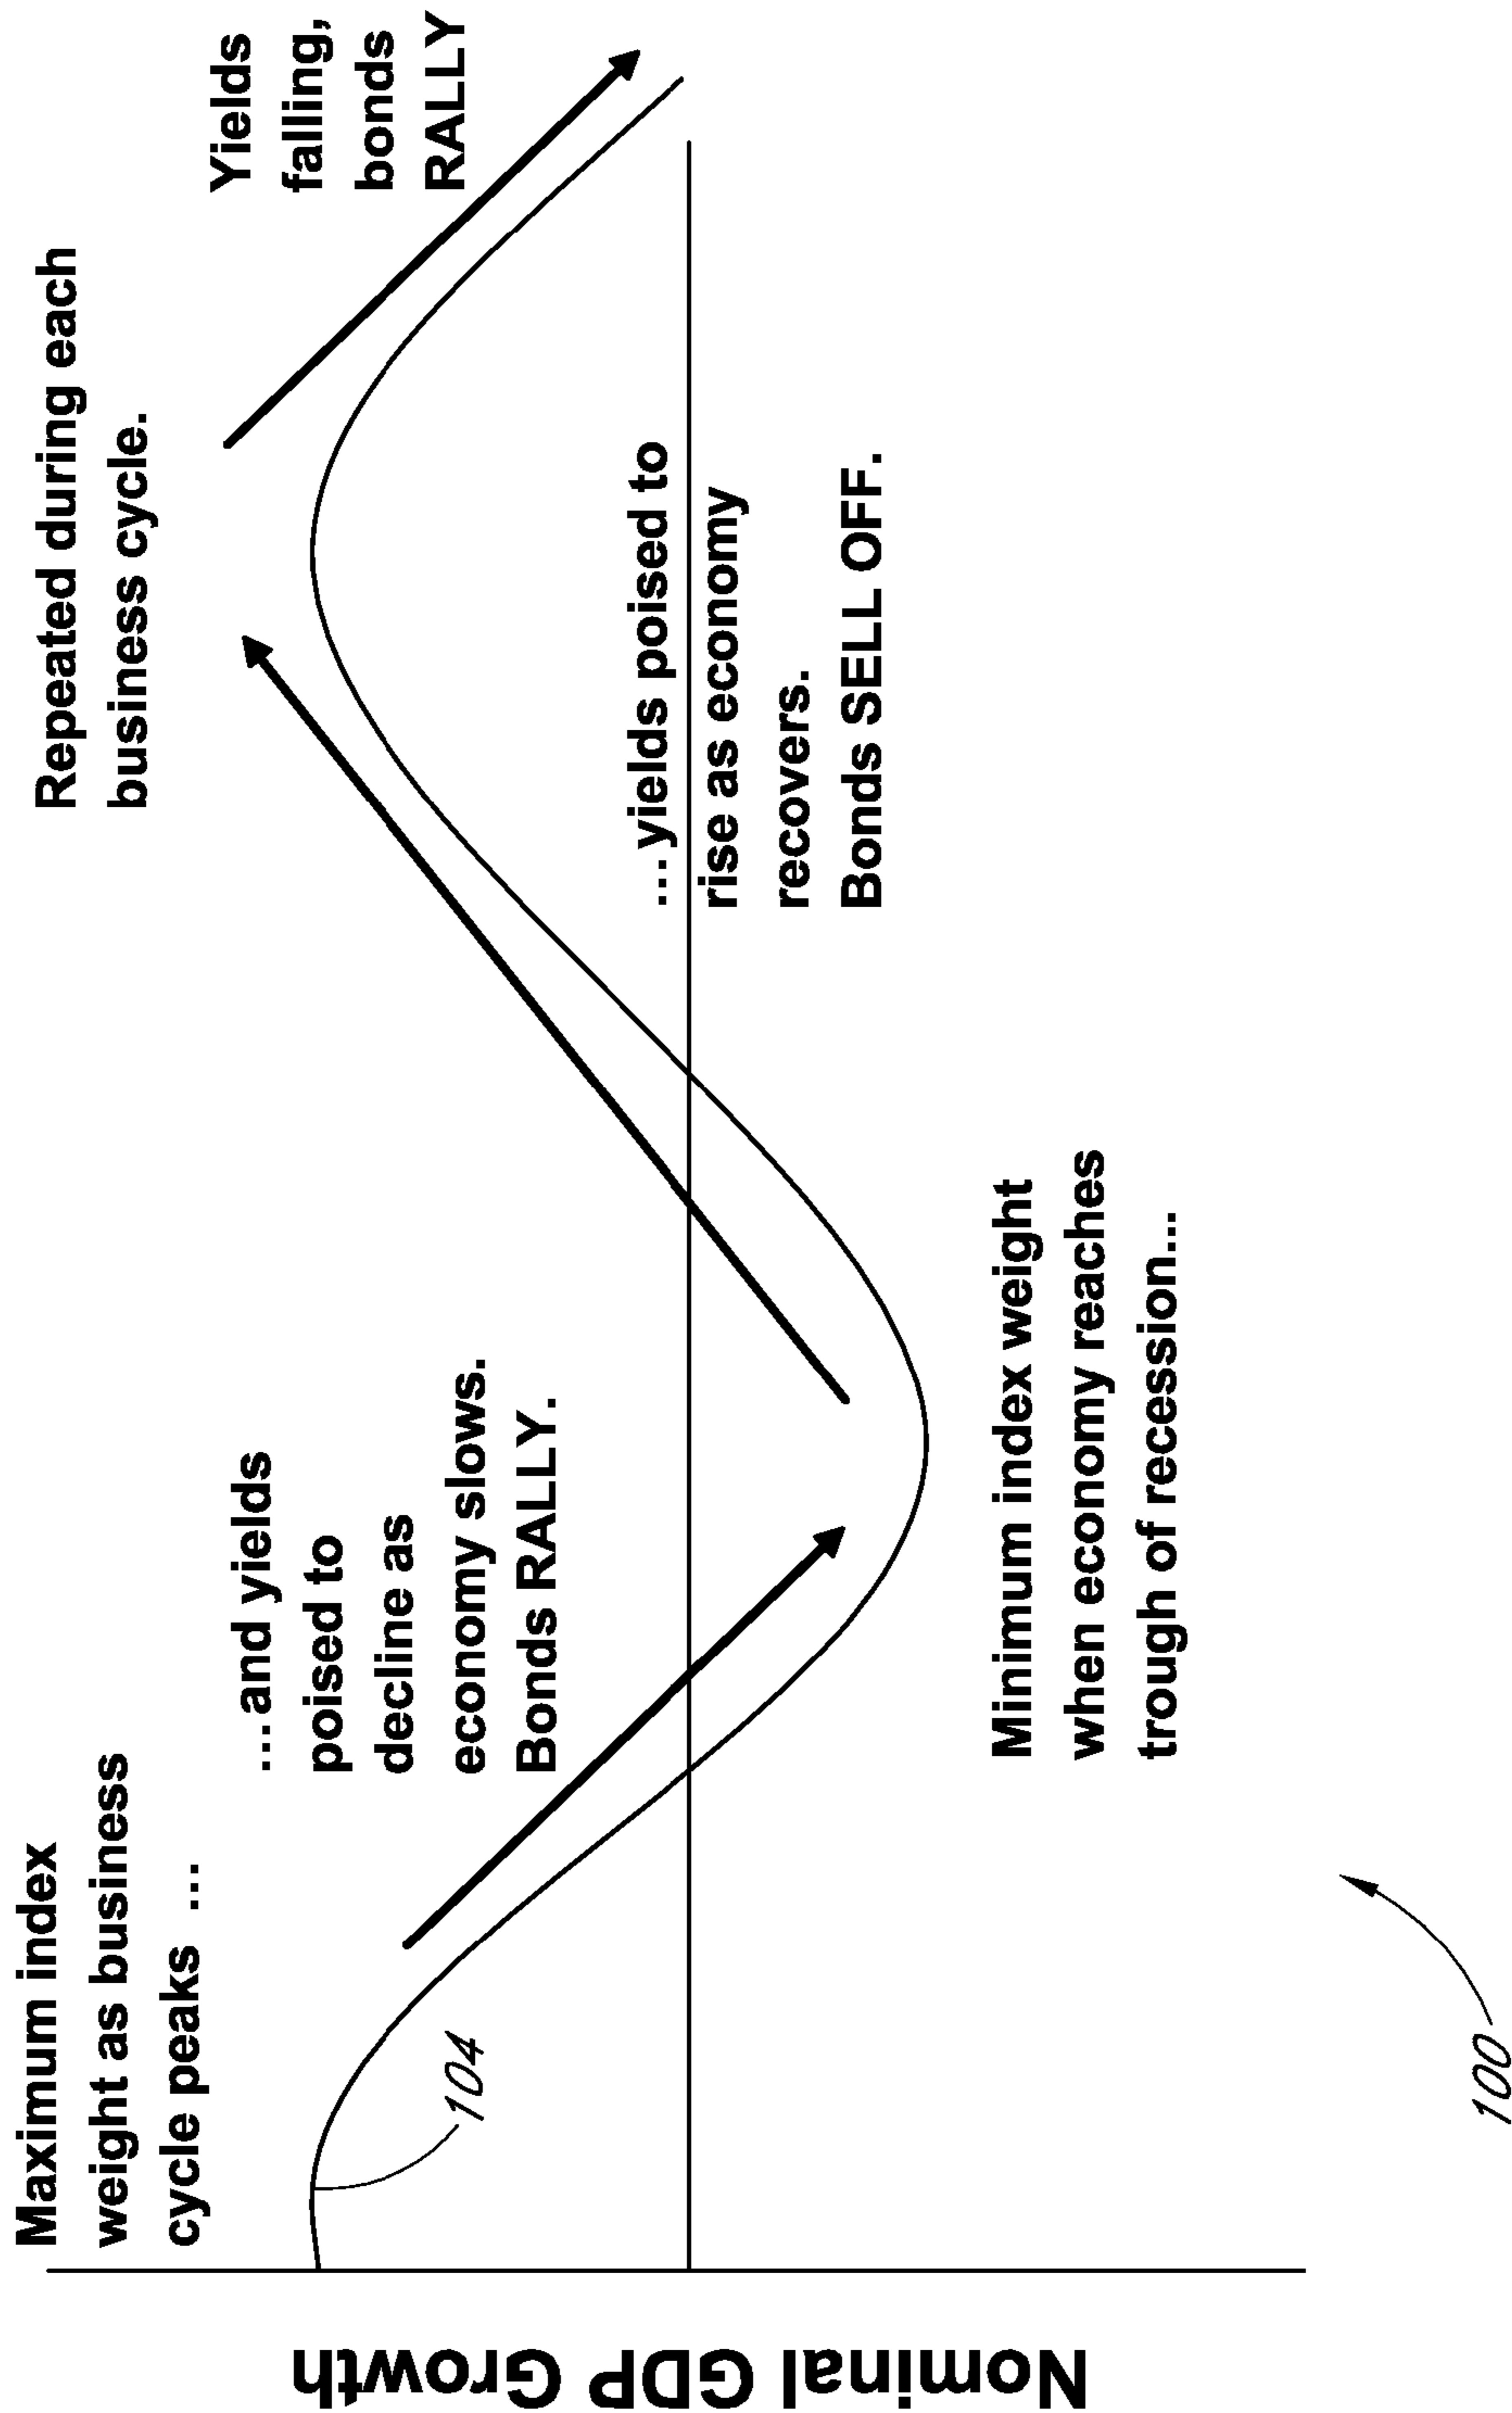 Maximum index
weight as business
cycle peaks ...
...and yields
poised to
decline as
economy slows.
Bonds RALLY.
Repeated during each
business cycle.
Yields
falling,
bonds
RALLY
...yields poised to
rise as economy
recovers.
Bonds SELL OFF.
Minimum index weight
when economy reaches
trough of recession...
Nominal GDP Growth
104
100